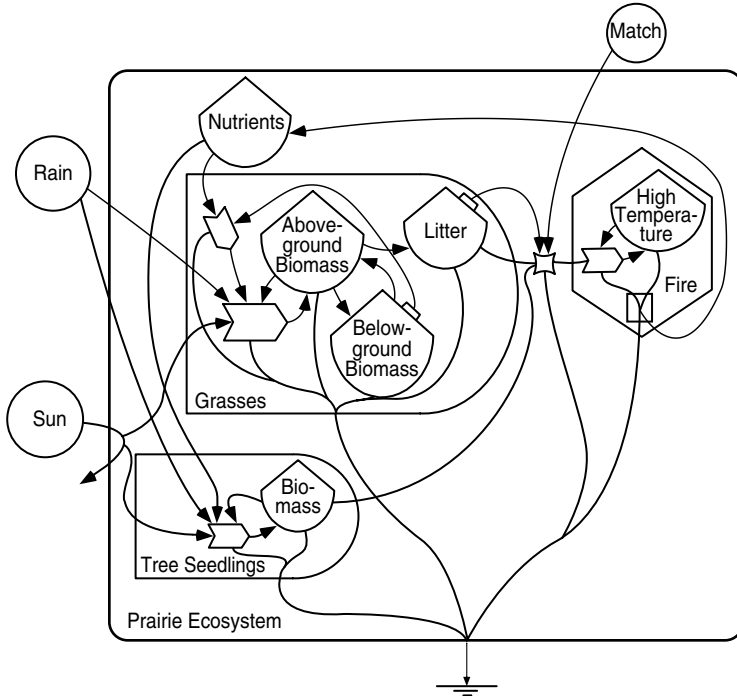 Match
Nutrients
Rain
Above-
ground
Biomass
Litter
High
Tempera-
ture
Fire
Below-
ground
Biomass
Grasses
Sun
Bio-
mass
Tree Seedlings
Prairie Ecosystem